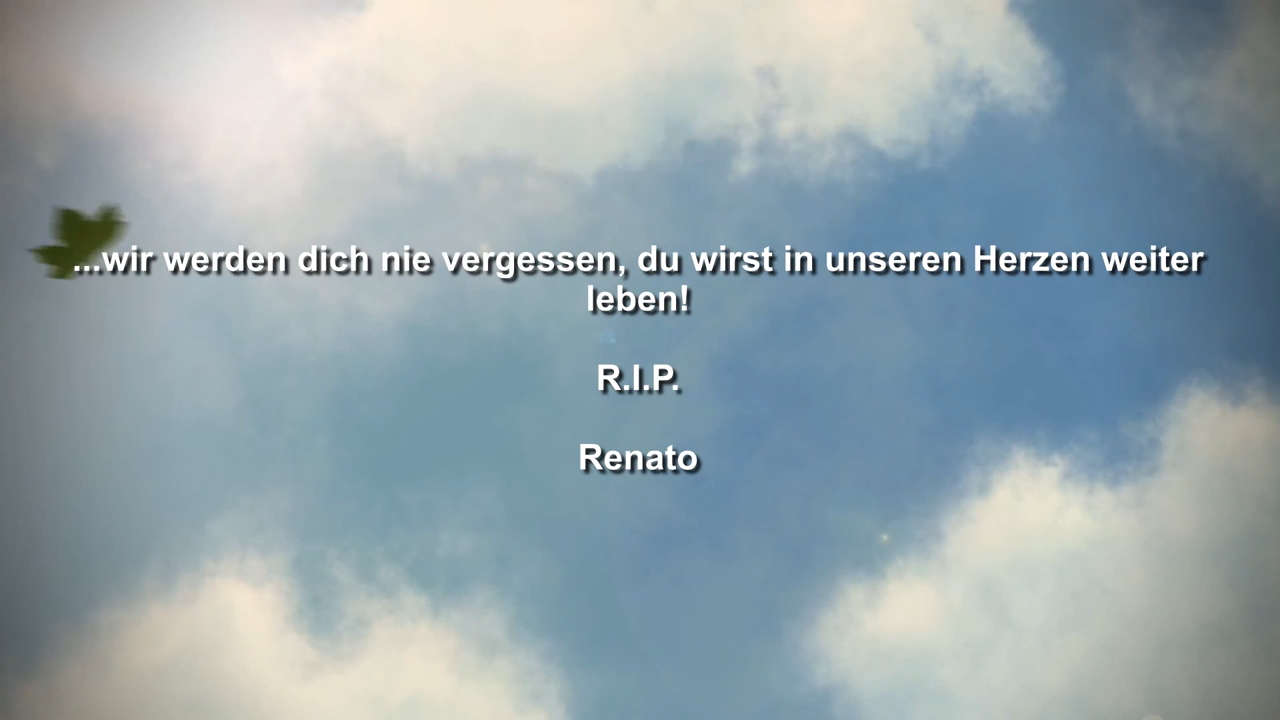 ...wir werden dich nie vergessen, du wirst in unseren Herzen weiter
leben!
R.I.P.
Renato